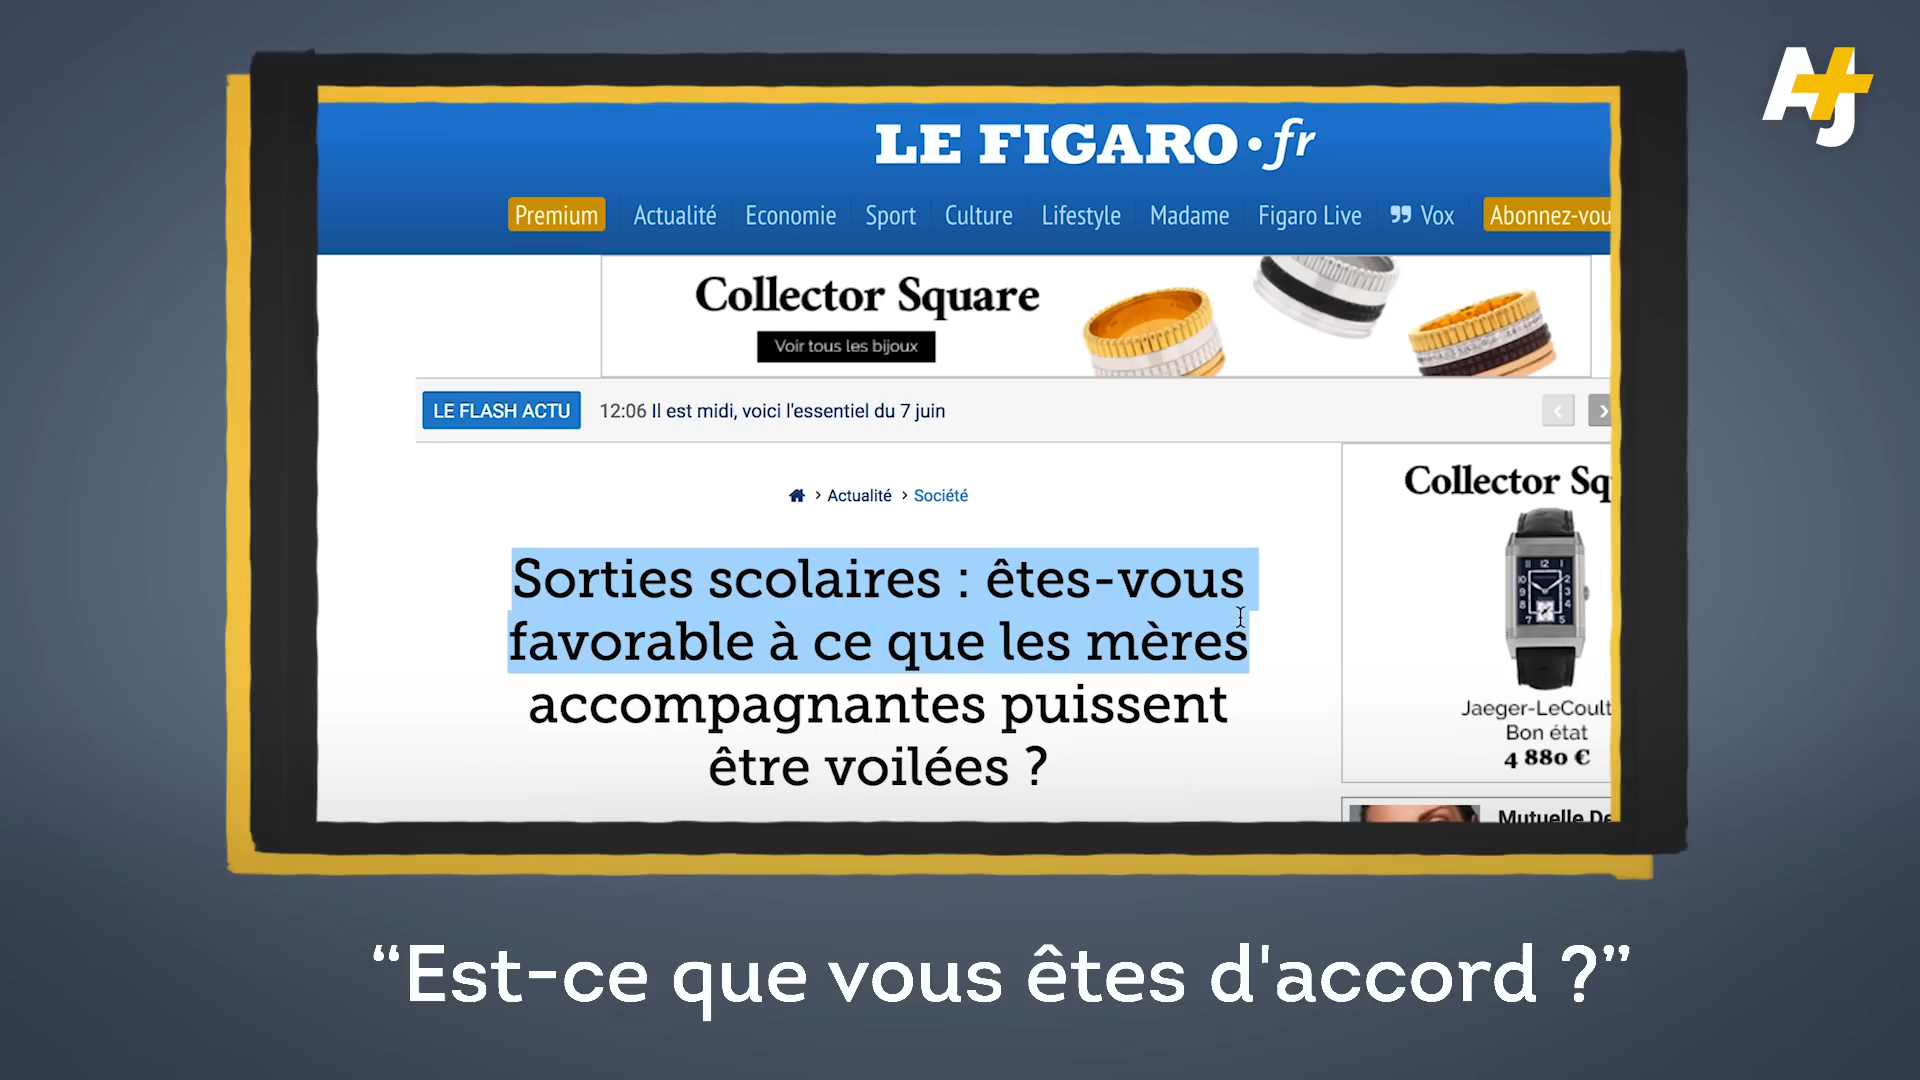 AJ+
LE FIGARO·fr
Premium Actualité Economie Sport Culture Lifestyle Madame Figaro Live Vox Abonnez-vou
Collector Square
Voir tous les bijoux
LE FLASH ACTU 12:06 Il est midi, voici l'essentiel du 7 juin
> Actualité > Société
Collector Sq
Sorties scolaires : êtes-vous
favorable à ce que les mères
accompagnantes puissent
être voilées ?
Jaeger-LeCoult
Bon état
4 880 €
Mutuelle De
“Est-ce que vous êtes d'accord ?”